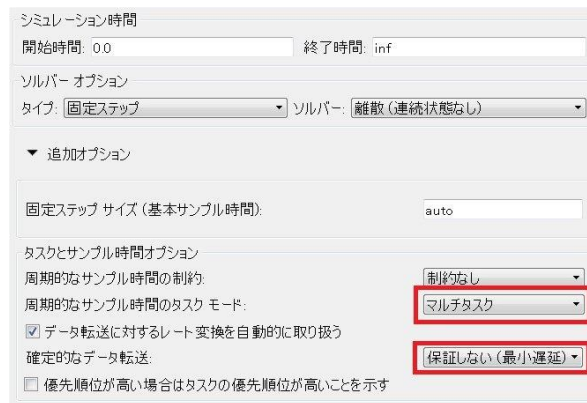 シミュレーション時間
開始時間: 0.0 終了時間: inf
ソルバー オプション
タイプ: 固定ステップ ソルバー: 離散 (連続状態なし)
▼ 追加オプション
固定ステップ サイズ (基本サンプル時間): auto
タスクとサンプル時間オプション
周期的なサンプル時間の制約: 制約なし
周期的なサンプル時間のタスク モード: マルチタスク
データ転送に対するレート変換を自動的に取り扱う
確定的なデータ転送: 保証しない (最小遅延)
優先順位が高い場合はタスクの優先順位が高いことを示す